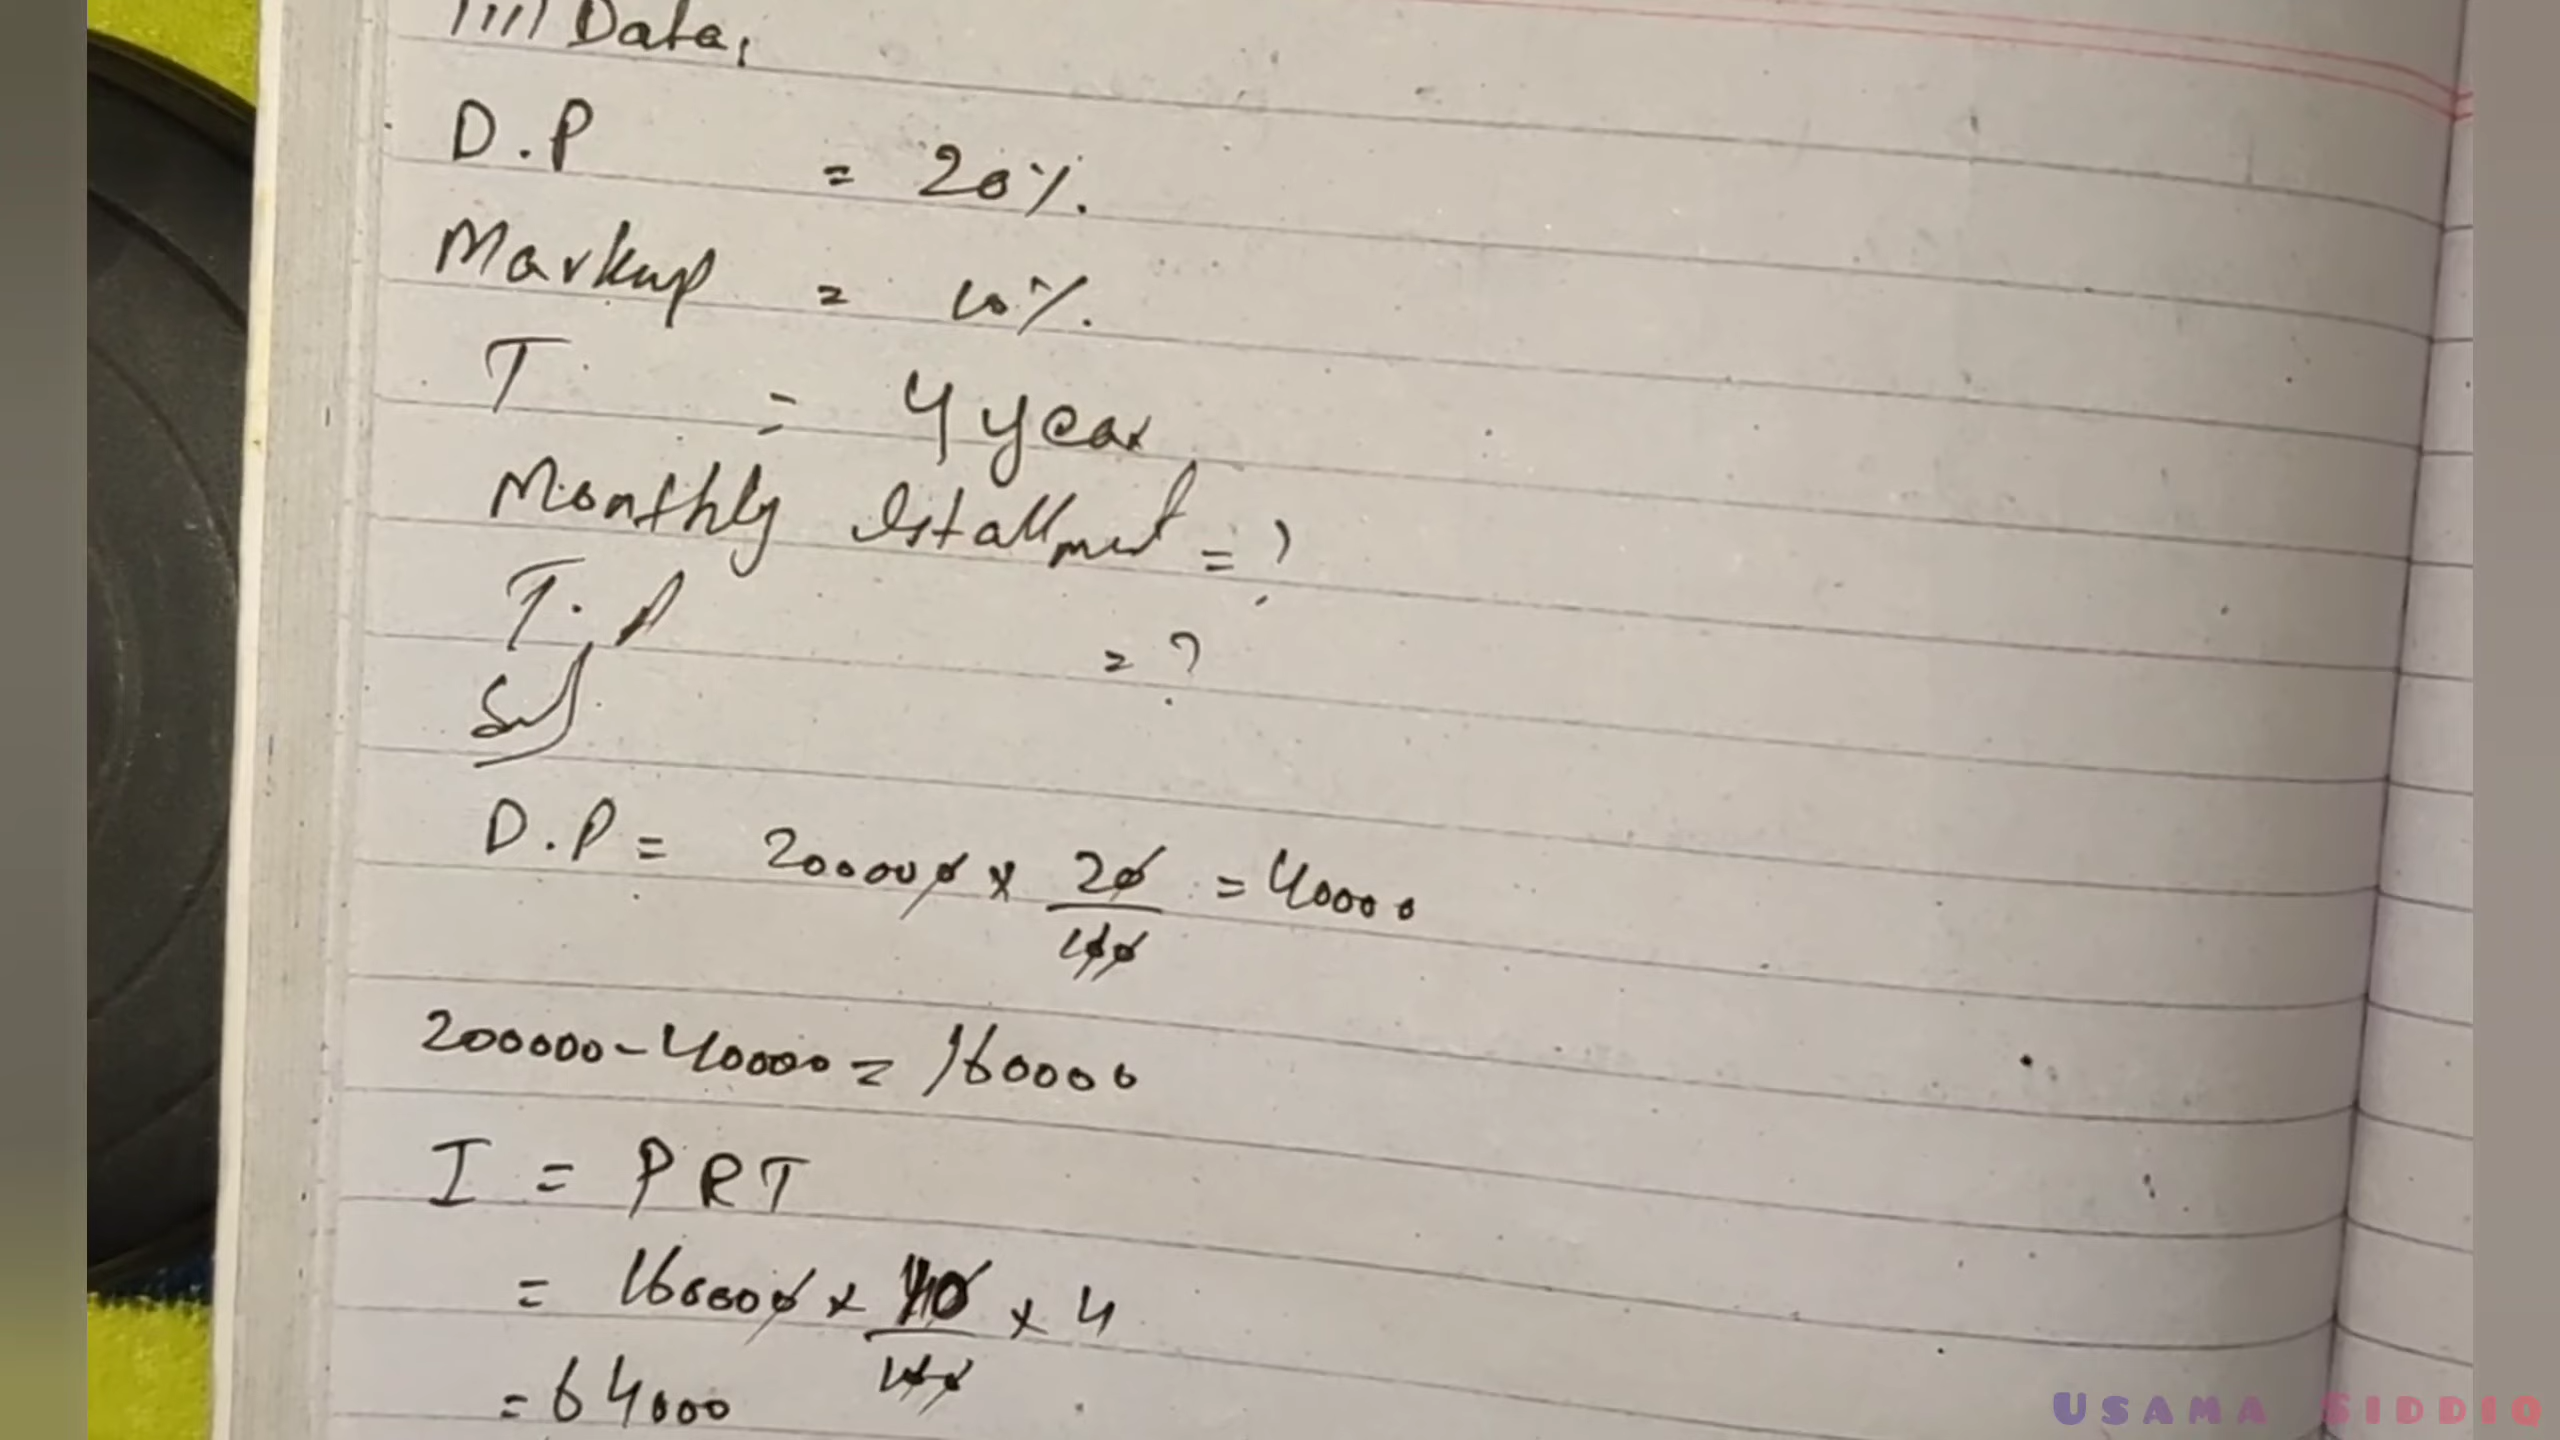 Data,
D.P = 20%.
Markup = 10%.
T = 4 year
Monthly Istallment = ?
T.P = ?
Sol
D.P = 200000 x 20/100 = 40000
200000 - 40000 = 160000
I = PRT
= 160000 x 10/100 x 4
= 64000
USAMA SIDDIQ